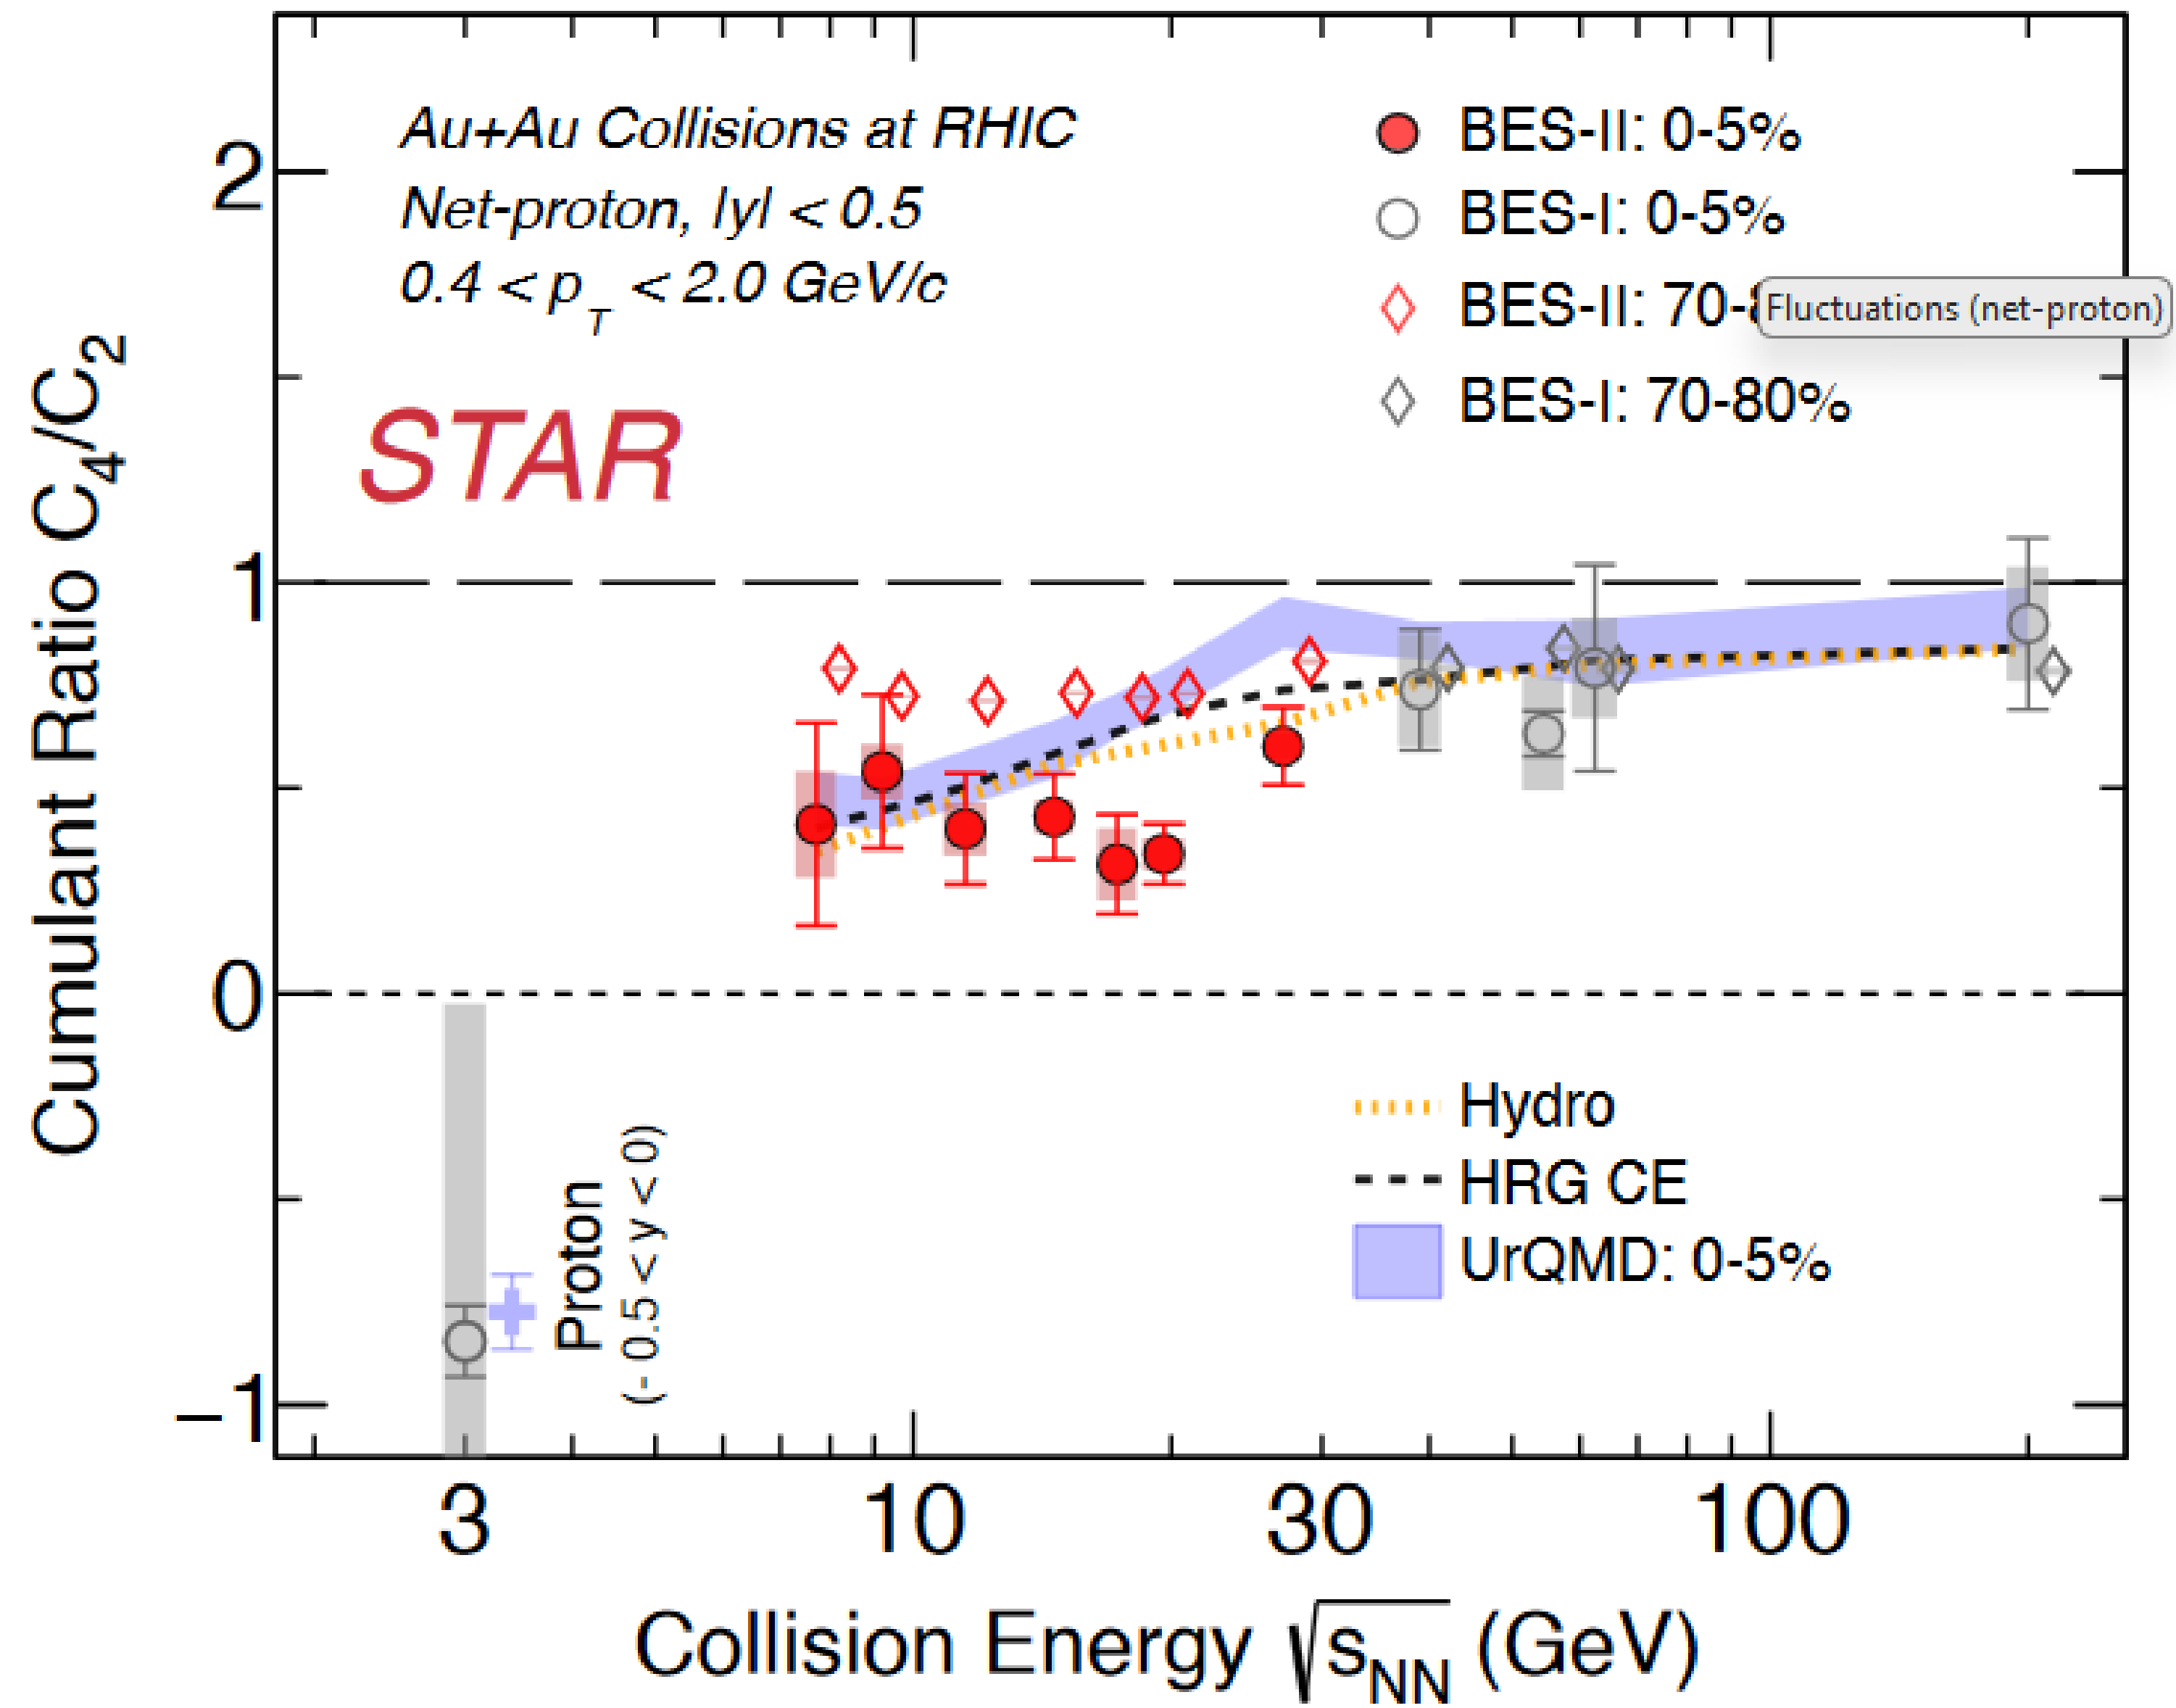 Au+Au Collisions at RHIC
Net-proton, |y| < 0.5
0.4 < p_T < 2.0 GeV/c
STAR
BES-II: 0-5%
BES-I: 0-5%
BES-II: 70-
Fluctuations (net-proton)
BES-I: 70-80%
Cumulant Ratio C₄/C₂
2
1
0
−1
Proton
(- 0.5 < y < 0)
Hydro
HRG CE
UrQMD: 0-5%
3 10 30 100
Collision Energy √s_NN (GeV)